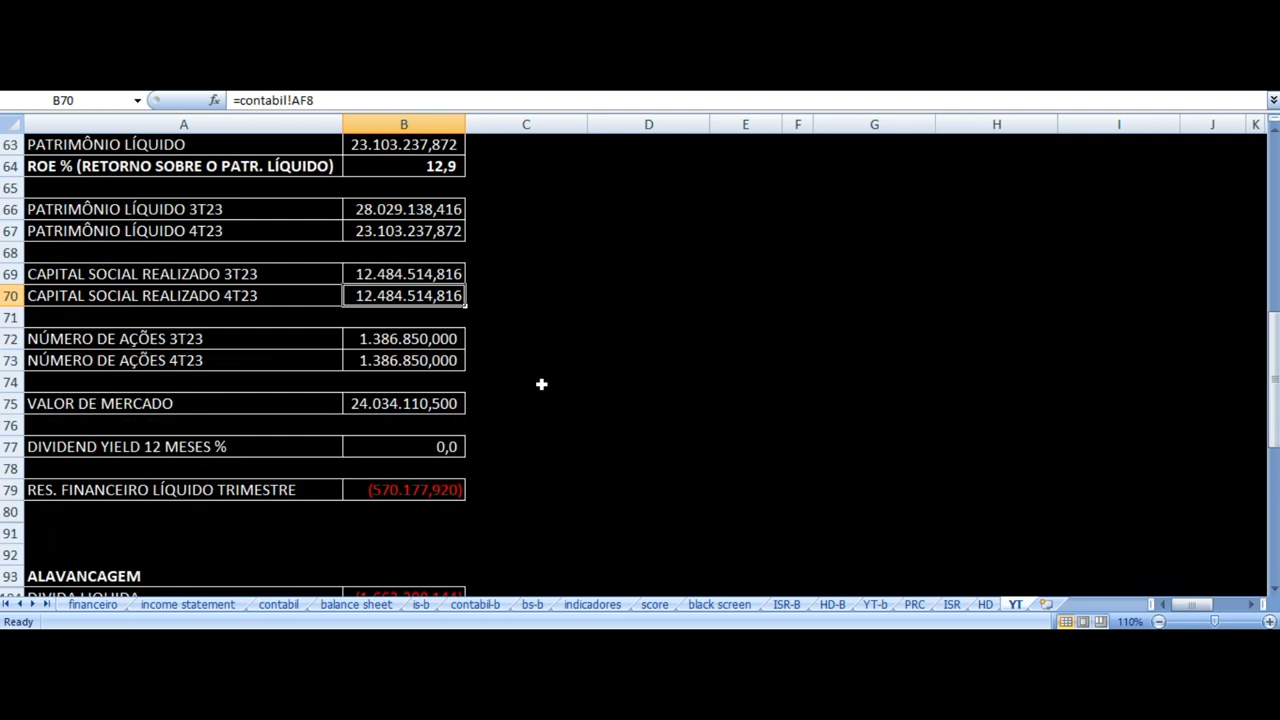 B70 fx =contabil!AF8
A B C D E F G H I J K
63 PATRIMÔNIO LÍQUIDO 23.103.237,872
64 ROE % (RETORNO SOBRE O PATR. LÍQUIDO) 12,9
65
66 PATRIMÔNIO LÍQUIDO 3T23 28.029.138,416
67 PATRIMÔNIO LÍQUIDO 4T23 23.103.237,872
68
69 CAPITAL SOCIAL REALIZADO 3T23 12.484.514,816
70 CAPITAL SOCIAL REALIZADO 4T23 12.484.514,816
71
72 NÚMERO DE AÇÕES 3T23 1.386.850,000
73 NÚMERO DE AÇÕES 4T23 1.386.850,000
74
75 VALOR DE MERCADO 24.034.110,500
76
77 DIVIDEND YIELD 12 MESES % 0,0
78
79 RES. FINANCEIRO LÍQUIDO TRIMESTRE (570.177,920)
80
91
92
93 ALAVANCAGEM
financeiro income statement contabil balance sheet is-b contabil-b bs-b indicadores score black screen ISR-B HD-B YT-b PRC ISR HD YT
Ready 110%